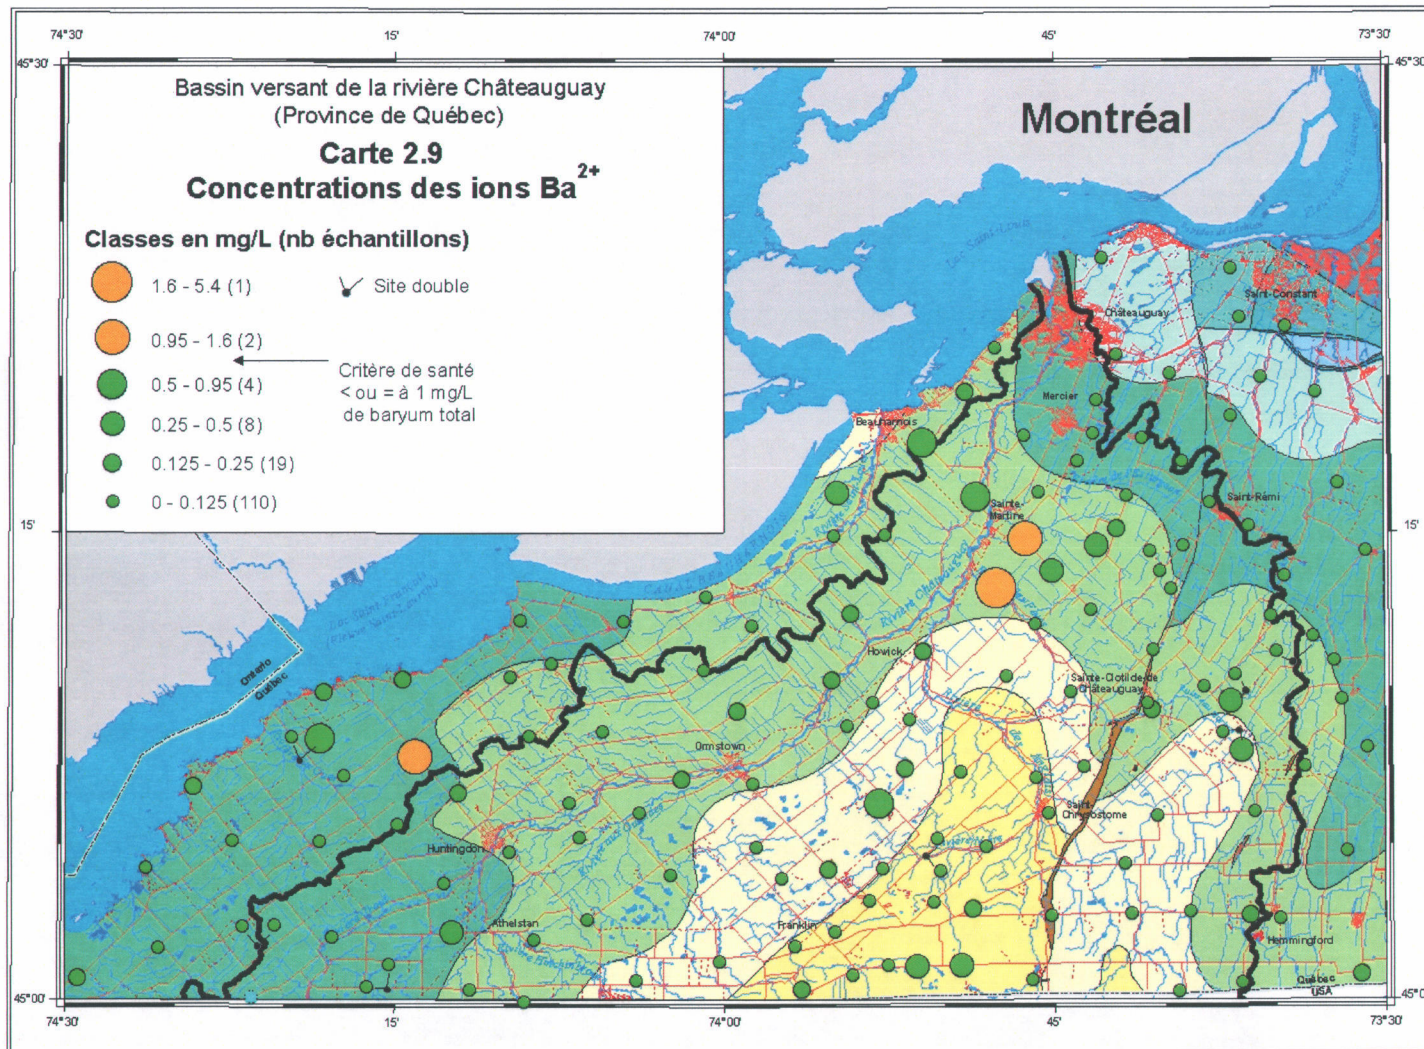 74°30'
15'
74°00'
45'
73°30'
45°30'
45°30'
Bassin versant de la rivière Châteauguay
(Province de Québec)
Carte 2.9
Concentrations des ions Ba2+
Classes en mg/L (nb échantillons)
1.6 - 5.4 (1)
Site double
0.95 - 1.6 (2)
0.5 - 0.95 (4)
Critère de santé
< ou = à 1 mg/L
de baryum total
0.25 - 0.5 (8)
0.125 - 0.25 (19)
0 - 0.125 (110)
Montréal
Lac Saint-Louis
Saint-Constant
Châteauguay
Mercier
Beauharnois
Saint-Rémi
Sainte-
Martine
15'
15'
Rivière Châteauguay
Howick
Ontario
Québec
Sainte-Clotilde-de
Châteauguay
Ormstown
Saint-
Chrysostome
Huntingdon
Athelstan
Franklin
Hemmingford
Québec
USA
45°00'
45°00'
74°30'
15'
74°00'
45'
73°30'